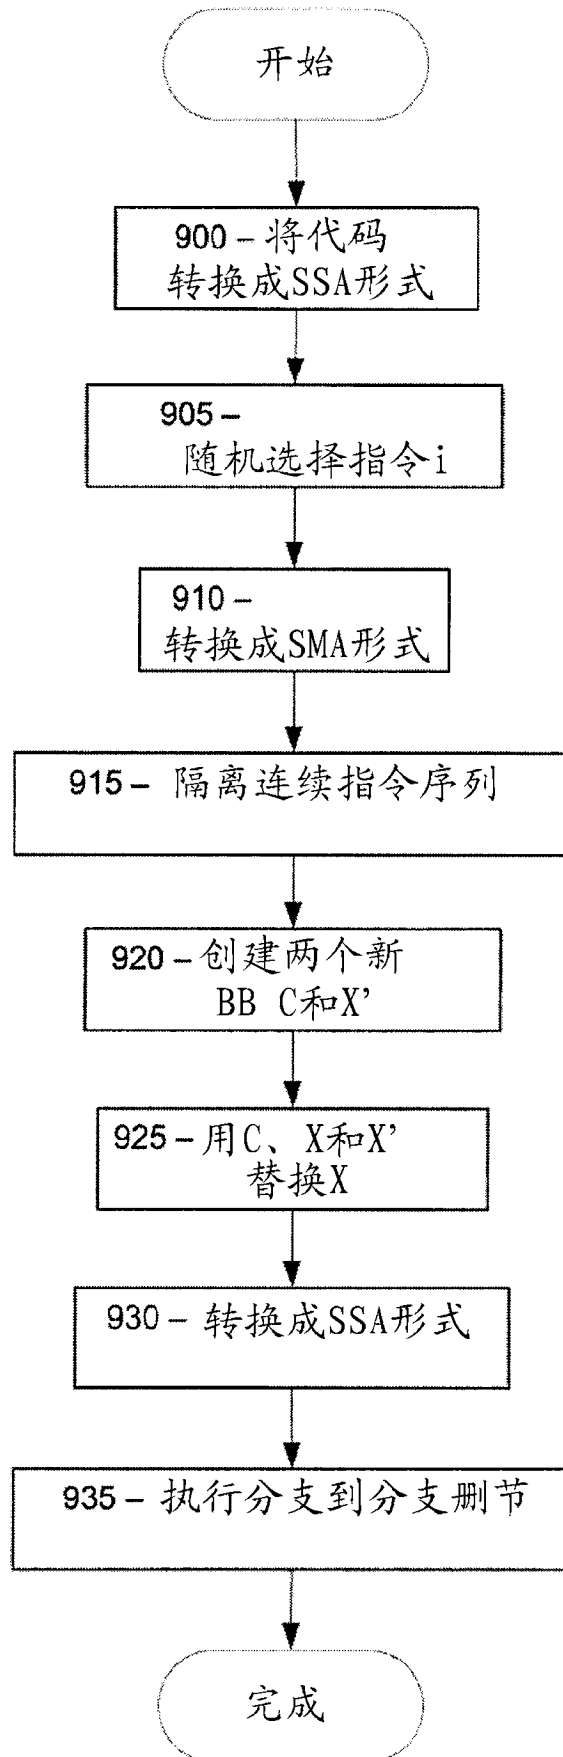 开始
900 – 将代码
转换成SSA形式
905 –
随机选择指令i
910 –
转换成SMA形式
915 – 隔离连续指令序列
920 – 创建两个新
BB C和X’
925 – 用C、X和X’
替换X
930 – 转换成SSA形式
935 – 执行分支到分支删节
完成